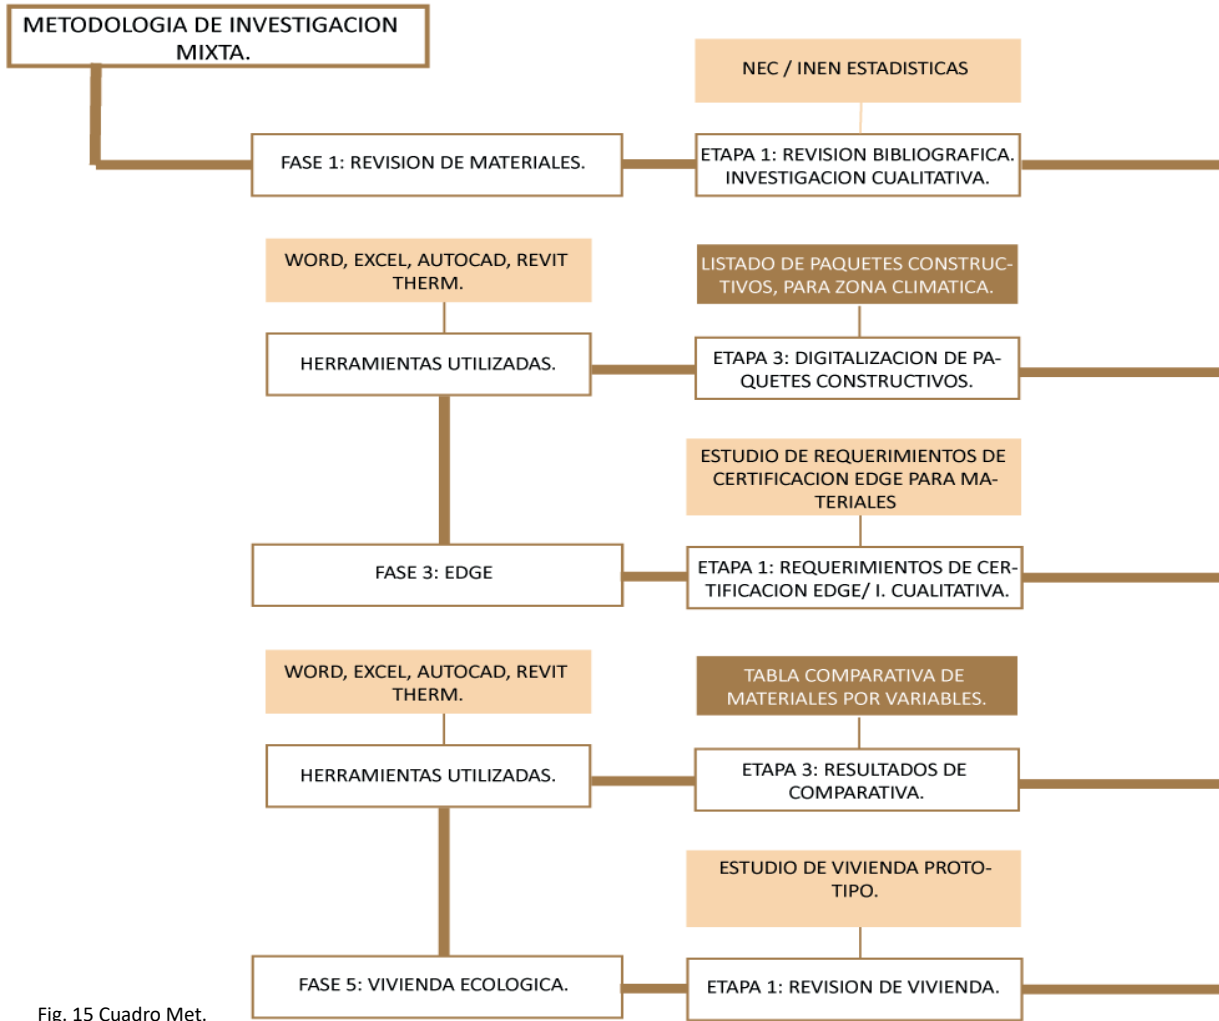 METODOLOGIA DE INVESTIGACION
MIXTA.
NEC / INEN ESTADISTICAS
FASE 1: REVISION DE MATERIALES.
ETAPA 1: REVISION BIBLIOGRAFICA.
INVESTIGACION CUALITATIVA.
WORD, EXCEL, AUTOCAD, REVIT
THERM.
LISTADO DE PAQUETES CONSTRUC-
TIVOS, PARA ZONA CLIMATICA.
HERRAMIENTAS UTILIZADAS.
ETAPA 3: DIGITALIZACION DE PA-
QUETES CONSTRUCTIVOS.
ESTUDIO DE REQUERIMIENTOS DE
CERTIFICACION EDGE PARA MA-
TERIALES
FASE 3: EDGE
ETAPA 1: REQUERIMIENTOS DE CER-
TIFICACION EDGE/ I. CUALITATIVA.
WORD, EXCEL, AUTOCAD, REVIT
THERM.
TABLA COMPARATIVA DE
MATERIALES POR VARIABLES.
HERRAMIENTAS UTILIZADAS.
ETAPA 3: RESULTADOS DE
COMPARATIVA.
ESTUDIO DE VIVIENDA PROTO-
TIPO.
FASE 5: VIVIENDA ECOLOGICA.
ETAPA 1: REVISION DE VIVIENDA.
Fig. 15 Cuadro Met.